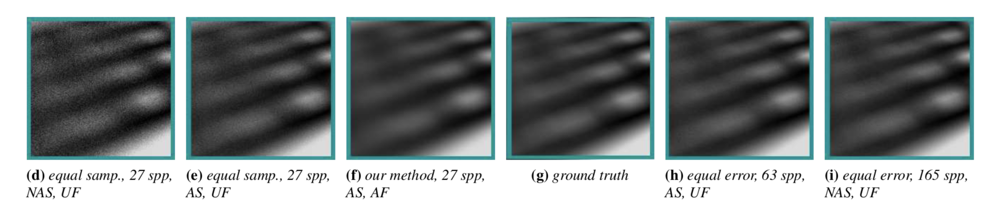 (d) equal samp., 27 spp,
NAS, UF
(e) equal samp., 27 spp,
AS, UF
(f) our method, 27 spp,
AS, AF
(g) ground truth
(h) equal error, 63 spp,
AS, UF
(i) equal error, 165 spp,
NAS, UF